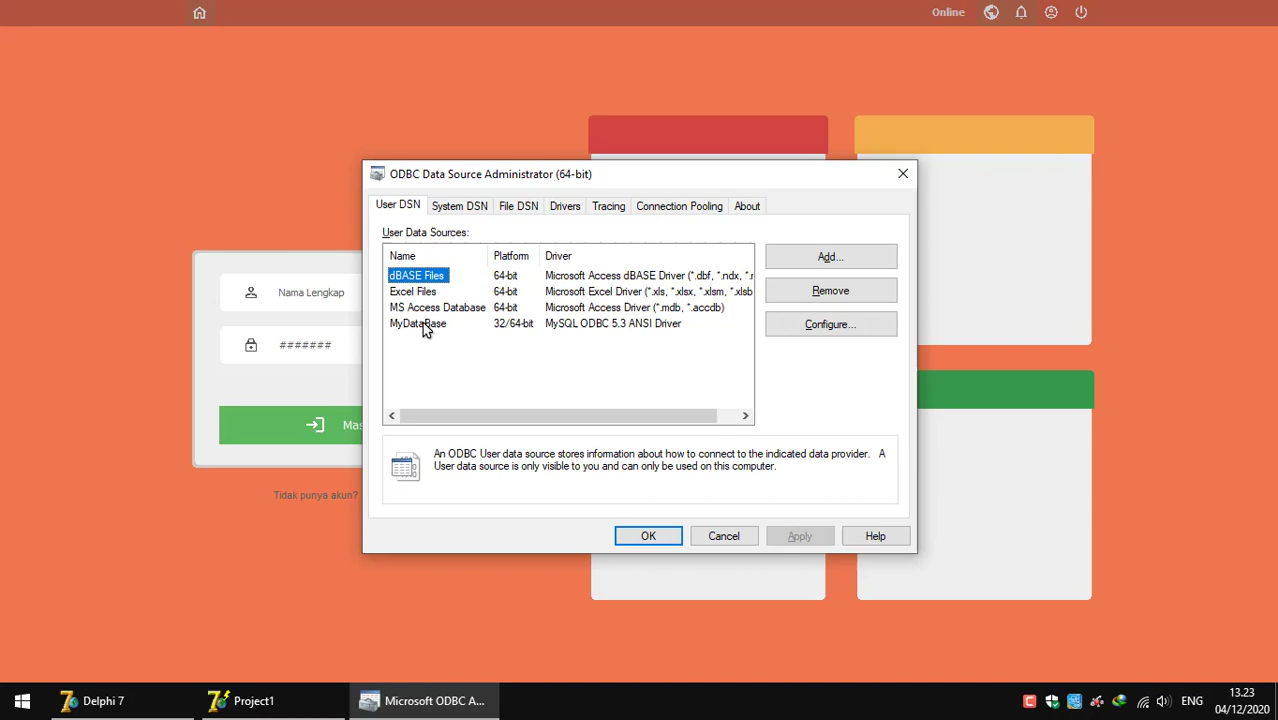 Online
ODBC Data Source Administrator (64-bit)
User DSN
System DSN
File DSN
Drivers
Tracing
Connection Pooling
About
User Data Sources:
Name Platform Driver
dBASE Files 64-bit Microsoft Access dBASE Driver (*.dbf, *.ndx, *.r
Excel Files 64-bit Microsoft Excel Driver (*.xls, *.xlsx, *.xlsm, *.xlsb
MS Access Database 64-bit Microsoft Access Driver (*.mdb, *.accdb)
MyDataBase 32/64-bit MySQL ODBC 5.3 ANSI Driver
Add...
Remove
Configure...
An ODBC User data source stores information about how to connect to the indicated data provider. A
User data source is only visible to you and can only be used on this computer.
OK
Cancel
Apply
Help
Nama Lengkap
#######
Mas
Tidak punya akun?
Delphi 7
Project1
Microsoft ODBC A...
ENG
13.23
04/12/2020